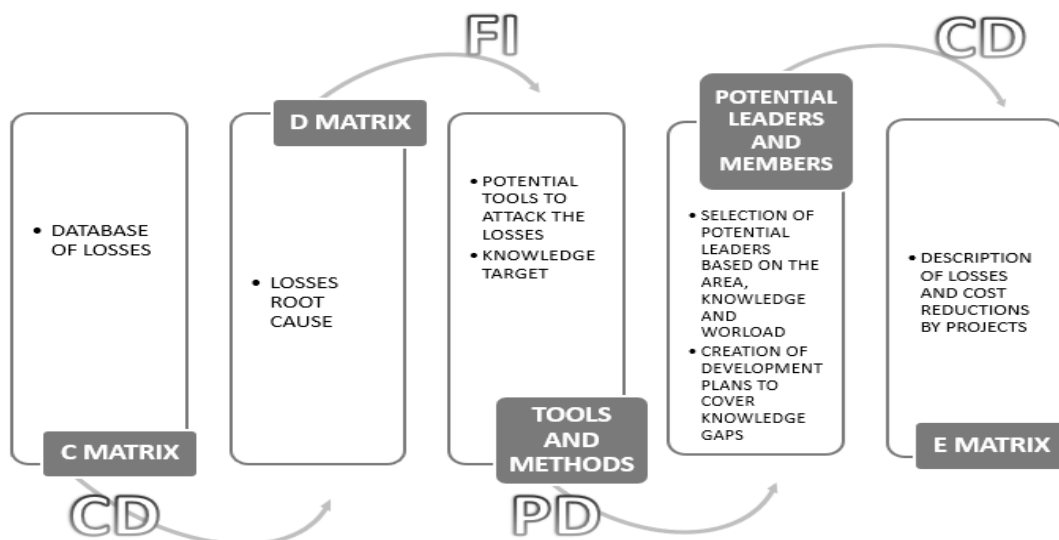 FI
CD
• DATABASE
OF LOSSES
C MATRIX
CD
D MATRIX
• LOSSES
ROOT
CAUSE
• POTENTIAL
TOOLS TO
ATTACK THE
LOSSES
• KNOWLEDGE
TARGET
TOOLS
AND
METHODS
PD
POTENTIAL
LEADERS
AND
MEMBERS
• SELECTION OF
POTENTIAL
LEADERS
BASED ON THE
AREA,
KNOWLEDGE
AND
WORLOAD
• CREATION OF
DEVELOPMENT
PLANS TO
COVER
KNOWLEDGE
GAPS
• DESCRIPTION
OF LOSSES
AND COST
REDUCTIONS
BY PROJECTS
E MATRIX